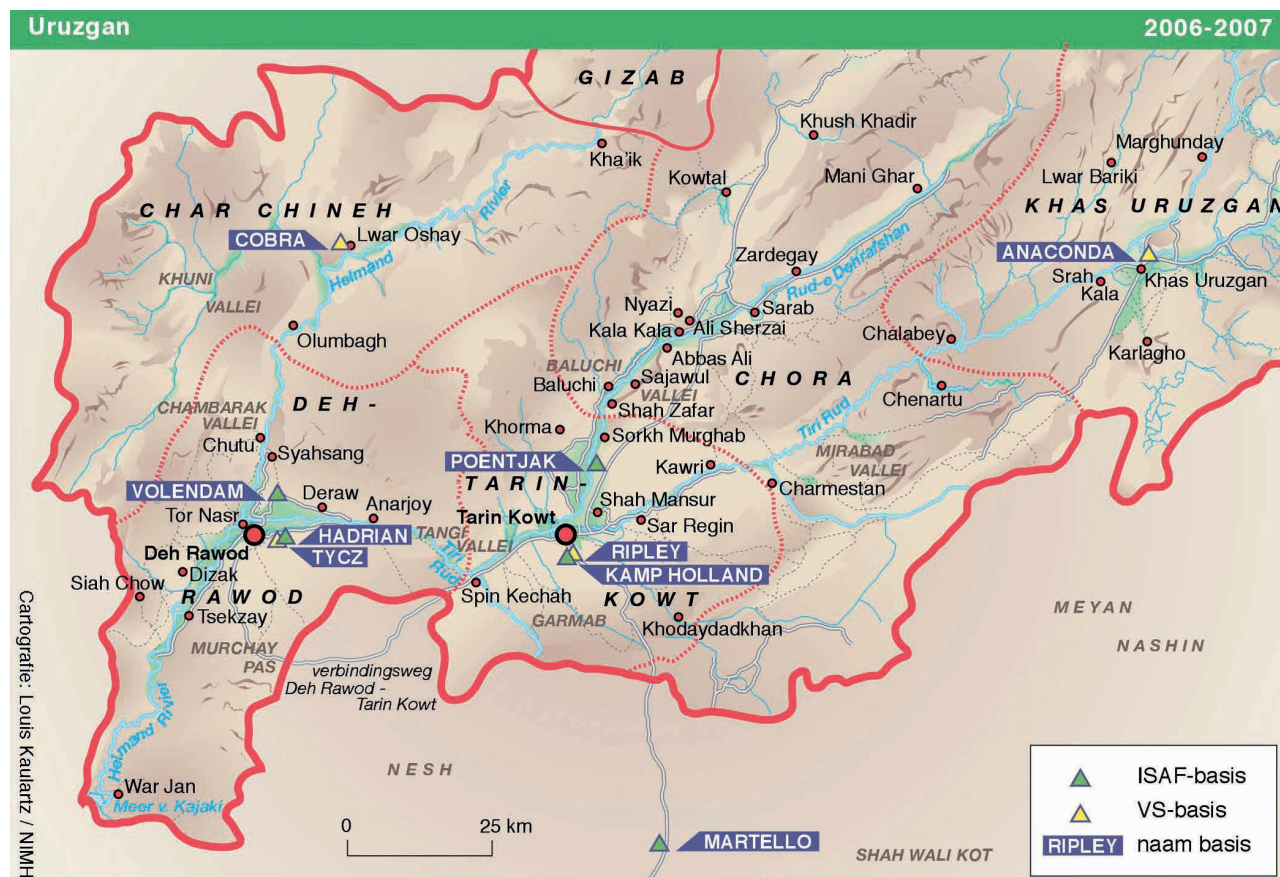 Uruzgan
2006-2007
GIZAB
Khush Khadir
Kha'ik
Marghunday
Kowtal
Mani Ghar
Lwar Bariki
Rivier
CHAR CHINEH
KHAS URUZGAN
COBRA
Lwar Oshay
ANACONDA
Helmand
Zardegay
Rud-e Dehrafshan
KHUNI
VALLEI
Srah
Kala
Khas Uruzgan
Nyazi
Sarab
Kala Kala
Ali Sherzai
Olumbagh
Chalabey
Abbas Ali
Karlagho
BALUCHI
VALLEI
Baluchi
Sajawul
CHORA
Chenartu
DEH-
Shah Zafar
CHAMBARAK
VALLEI
Chutu
Khorma
Sorkh Murghab
Tiri Rud
Syahsang
POENTJAK
Kawri
MIRABAD
VALLEI
TARIN-
VOLENDAM
Deraw
Anarjoy
Charmestan
Shah Mansur
Tor Nasr
Tarin Kowt
Sar Regin
HADRIAN
TANGI
VALLEI
TYCZ
Deh Rawod
RIPLEY
Tiri
Rud
KAMP HOLLAND
Siah Chow
Dizak
Spin Kechah
RAWOD
KOWT
Tsekzay
GARMAB
MEYAN
Khodaydadkhan
MURCHAY
PAS
NASHIN
verbindingsweg
Deh Rawod -
Tarin Kowt
Helmand Rivier
NESH
War Jan
Meer v. Kajaki
0
25 km
MARTELLO
SHAH WALI KOT
ISAF-basis
VS-basis
RIPLEY
naam basis
Cartografie: Louis Kaulartz / NIMH